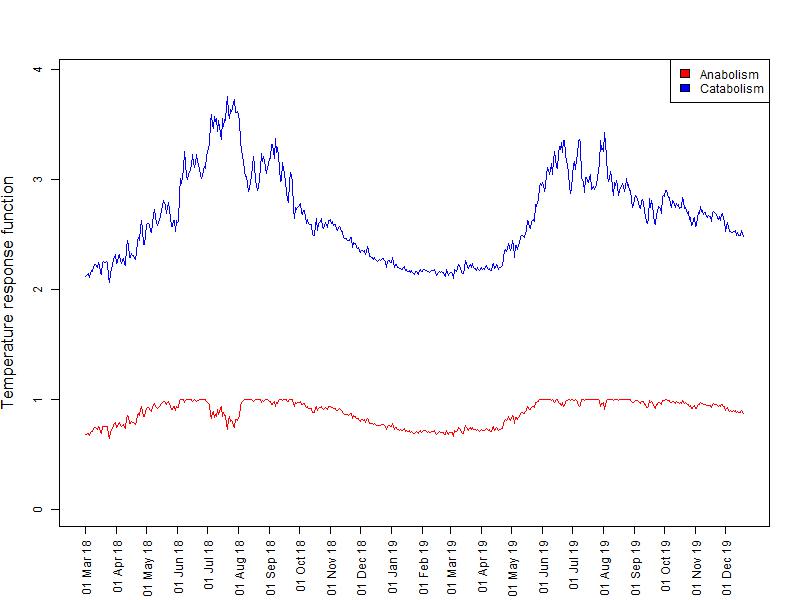 Temperature response function
4
3
2
1
0
Anabolism
Catabolism
01 Mar 18
01 Apr 18
01 May 18
01 Jun 18
01 Jul 18
01 Aug 18
01 Sep 18
01 Oct 18
01 Nov 18
01 Dec 18
01 Jan 19
01 Feb 19
01 Mar 19
01 Apr 19
01 May 19
01 Jun 19
01 Jul 19
01 Aug 19
01 Sep 19
01 Oct 19
01 Nov 19
01 Dec 19